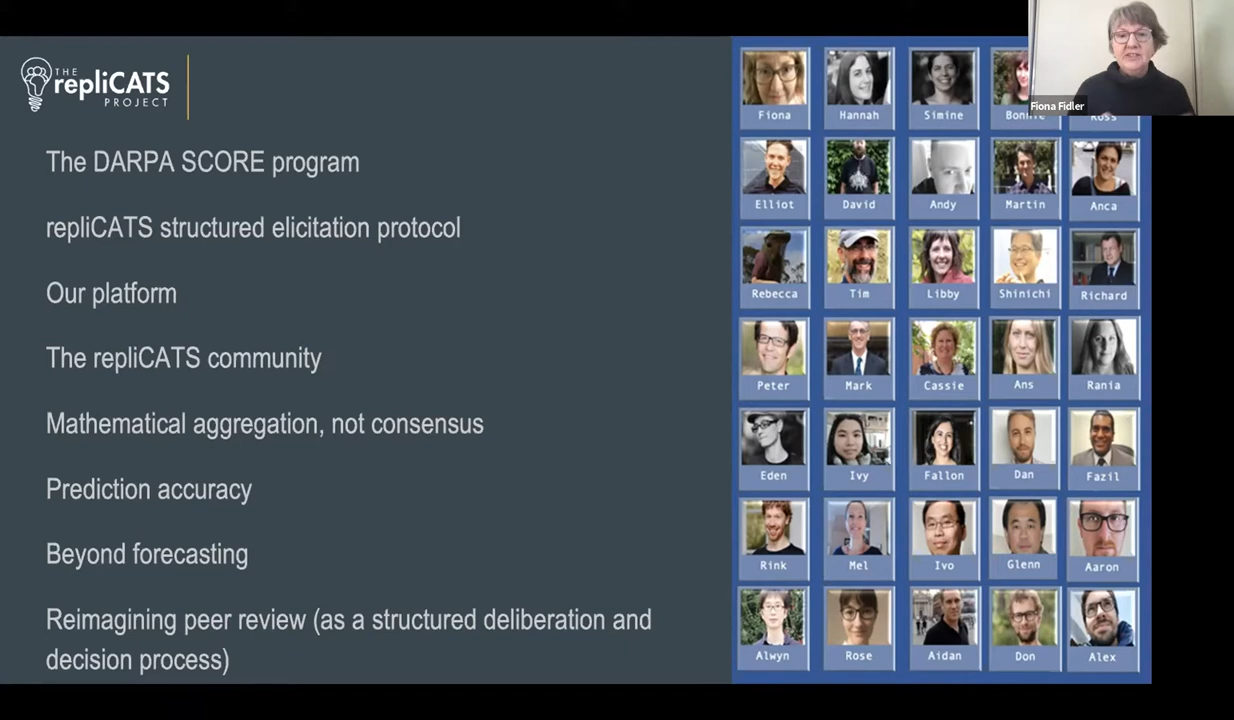 THE
repliCATS
PROJECT
The DARPA SCORE program
repliCATS structured elicitation protocol
Our platform
The repliCATS community
Mathematical aggregation, not consensus
Prediction accuracy
Beyond forecasting
Reimagining peer review (as a structured deliberation and
decision process)
Fiona Fidler
Fiona Hannah Simine Bonnie Ross
Elliot David Andy Martin Anca
Rebecca Tim Libby Shinichi Richard
Peter Mark Cassie Ans Rania
Eden Ivy Fallon Dan Fazil
Rink Mel Ivo Glenn Aaron
Alwyn Rose Aidan Don Alex